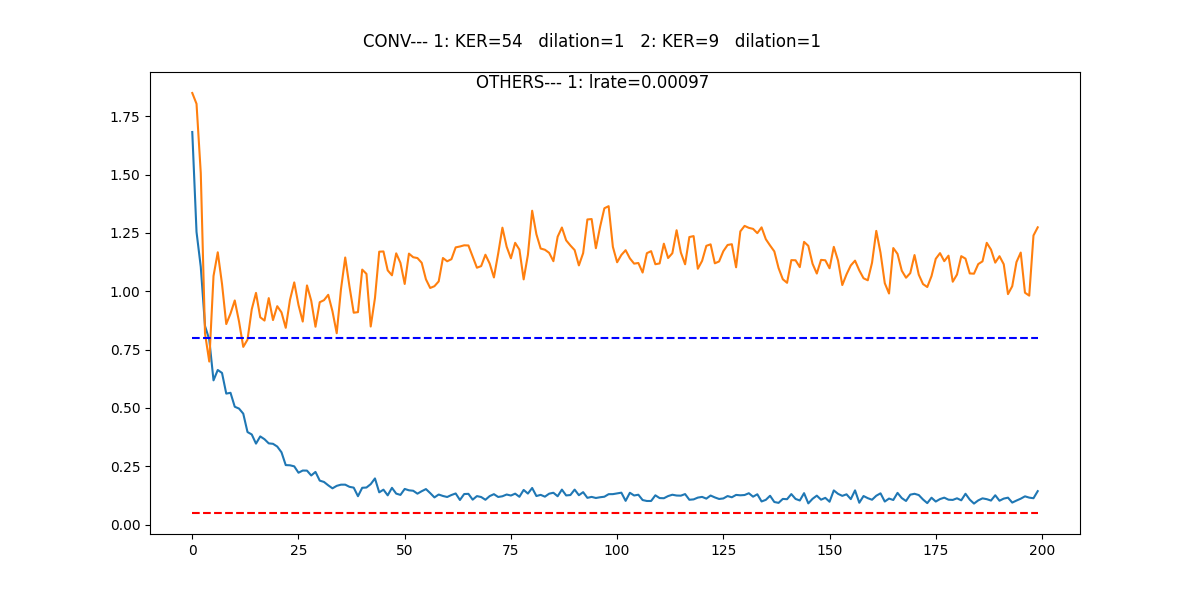 CONV--- 1: KER=54   dilation=1   2: KER=9   dilation=1
OTHERS--- 1: lrate=0.00097
1.75
1.50
1.25
1.00
0.75
0.50
0.25
0.00
0 25 50 75 100 125 150 175 200